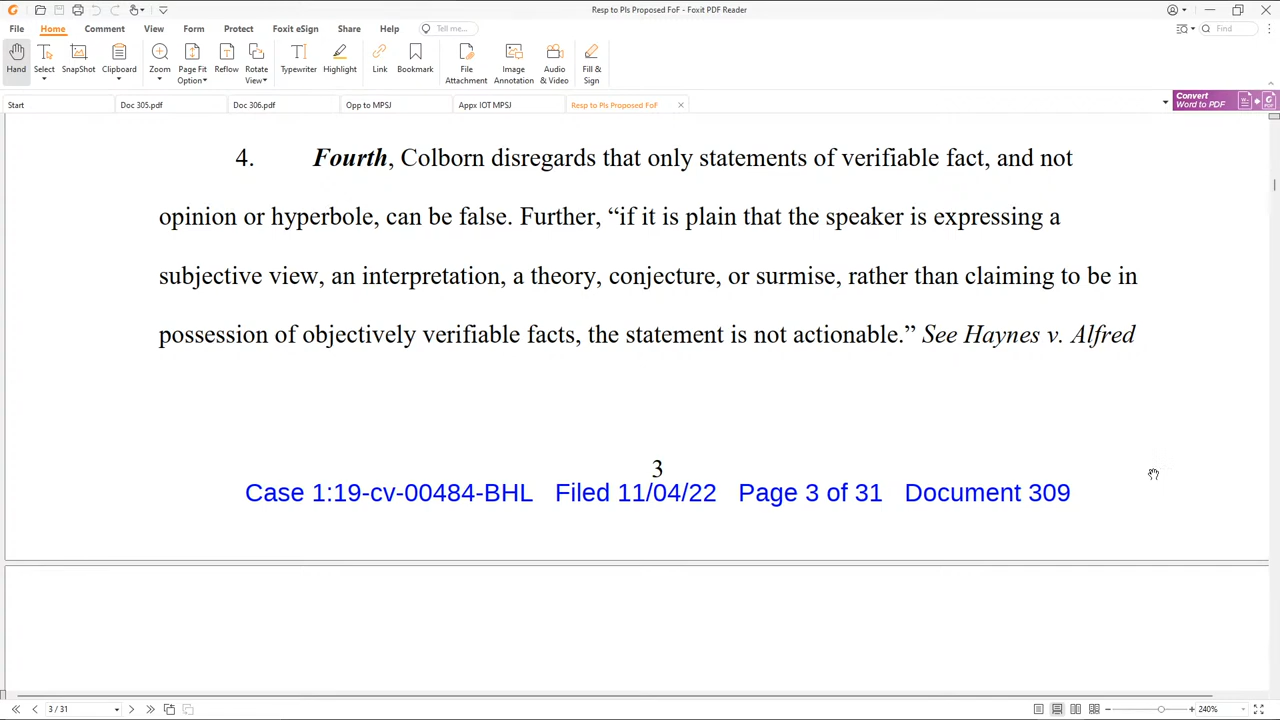 Resp to Pls Proposed FoF - Foxit PDF Reader
File Home Comment View Form Protect Foxit eSign Share Help Tell me... Find
Hand Select SnapShot Clipboard Zoom Page Fit Option Reflow Rotate View Typewriter Highlight Link Bookmark File Attachment Image Annotation Audio & Video Fill & Sign
Start Doc 305.pdf Doc 306.pdf Opp to MPSJ Appx IOT MPSJ Resp to Pls Proposed FoF Convert Word to PDF
4. Fourth, Colborn disregards that only statements of verifiable fact, and not
opinion or hyperbole, can be false. Further, “if it is plain that the speaker is expressing a
subjective view, an interpretation, a theory, conjecture, or surmise, rather than claiming to be in
possession of objectively verifiable facts, the statement is not actionable.” See Haynes v. Alfred
3
Case 1:19-cv-00484-BHL Filed 11/04/22 Page 3 of 31 Document 309
3 / 31 240%